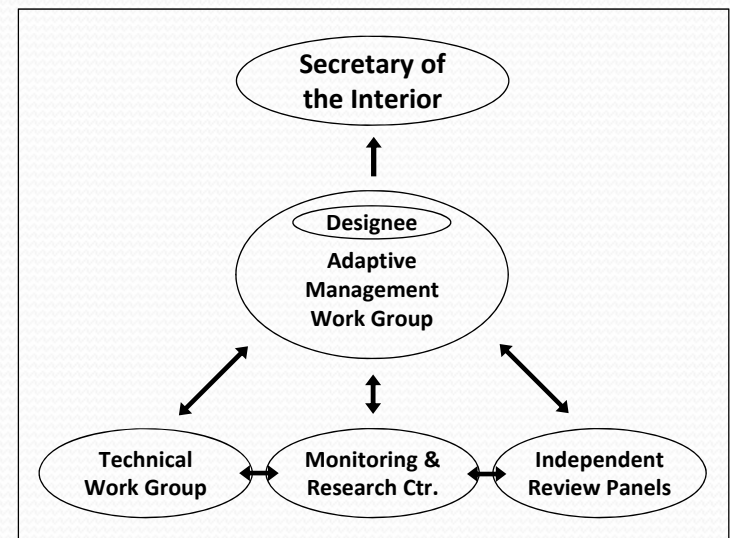 Secretary of
the Interior
Designee
Adaptive
Management
Work Group
Technical
Work Group
Monitoring &
Research Ctr.
Independent
Review Panels